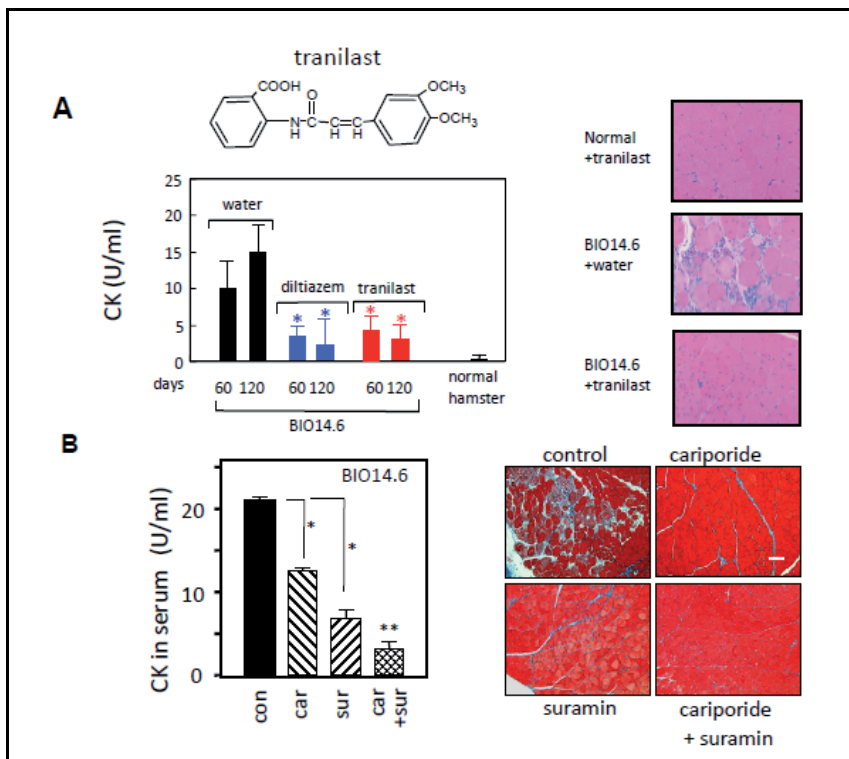 tranilast
A
COOH
O
N
H
C
C
H
C
H
OCH3
OCH3
25
20
15
10
5
0
CK (U/ml)
water
diltiazem
* *
tranilast
* *
days
60 120
60 120
60 120
normal
hamster
BIO14.6
Normal
+tranilast
BIO14.6
+water
BIO14.6
+tranilast
B
BIO14.6
20
10
0
CK in serum (U/ml)
*
*
**
con
car
sur
car
+sur
control
cariporide
suramin
cariporide
+ suramin